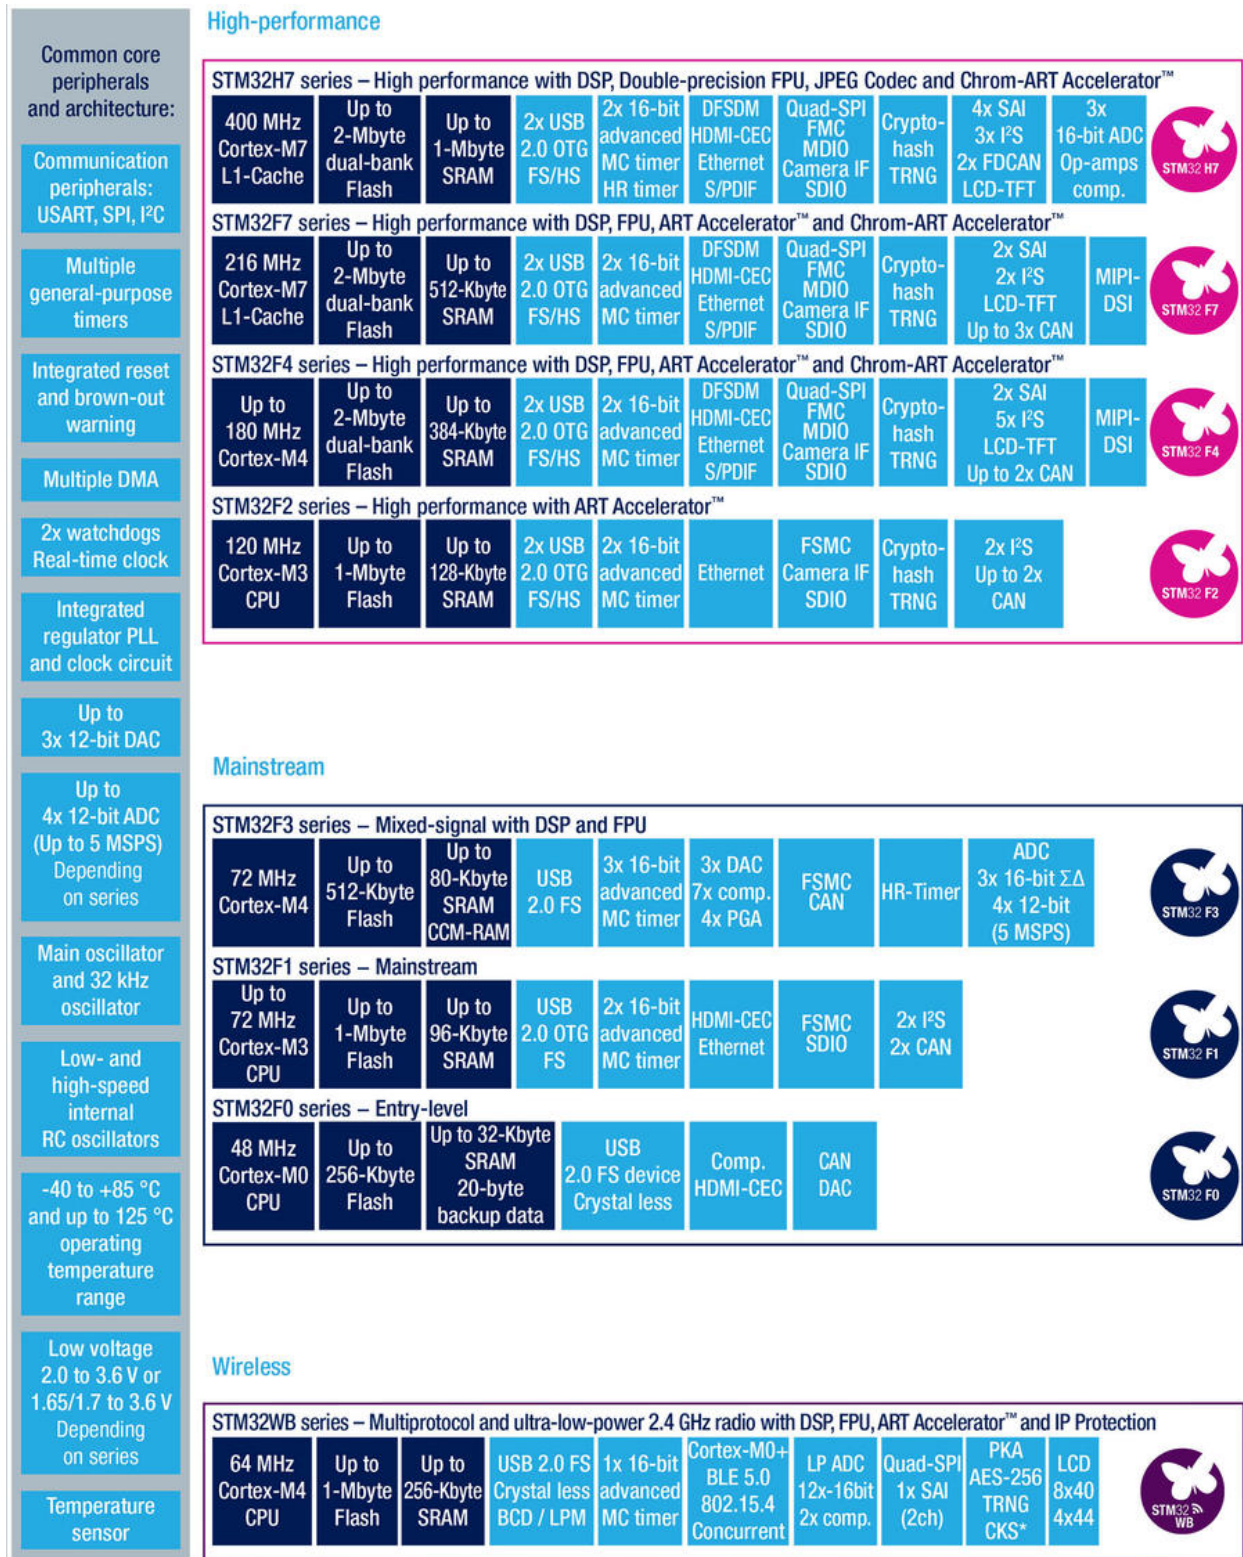 Common core
peripherals
and architecture:
Communication
peripherals:
USART, SPI, I²C
Multiple
general-purpose
timers
Integrated reset
and brown-out
warning
Multiple DMA
2x watchdogs
Real-time clock
Integrated
regulator PLL
and clock circuit
Up to
3x 12-bit DAC
Up to
4x 12-bit ADC
(Up to 5 MSPS)
Depending
on series
Main oscillator
and 32 kHz
oscillator
Low- and
high-speed
internal
RC oscillators
-40 to +85 °C
and up to 125 °C
operating
temperature
range
Low voltage
2.0 to 3.6 V or
1.65/1.7 to 3.6 V
Depending
on series
Temperature
sensor
High-performance
STM32H7 series – High performance with DSP, Double-precision FPU, JPEG Codec and Chrom-ART Accelerator™
400 MHz
Cortex-M7
L1-Cache
Up to
2-Mbyte
dual-bank
Flash
Up to
1-Mbyte
SRAM
2x USB
2.0 OTG
FS/HS
2x 16-bit
advanced
MC timer
HR timer
DFSDM
HDMI-CEC
Ethernet
S/PDIF
Quad-SPI
FMC
MDIO
Camera IF
SDIO
Crypto-
hash
TRNG
4x SAI
3x I²S
2x FDCAN
LCD-TFT
3x
16-bit ADC
Op-amps
comp.
STM32 H7
STM32F7 series – High performance with DSP, FPU, ART Accelerator™ and Chrom-ART Accelerator™
216 MHz
Cortex-M7
L1-Cache
Up to
2-Mbyte
dual-bank
Flash
Up to
512-Kbyte
SRAM
2x USB
2.0 OTG
FS/HS
2x 16-bit
advanced
MC timer
DFSDM
HDMI-CEC
Ethernet
S/PDIF
Quad-SPI
FMC
MDIO
Camera IF
SDIO
Crypto-
hash
TRNG
2x SAI
2x I²S
LCD-TFT
Up to 3x CAN
MIPI-
DSI
STM32 F7
STM32F4 series – High performance with DSP, FPU, ART Accelerator™ and Chrom-ART Accelerator™
Up to
180 MHz
Cortex-M4
Up to
2-Mbyte
dual-bank
Flash
Up to
384-Kbyte
SRAM
2x USB
2.0 OTG
FS/HS
2x 16-bit
advanced
MC timer
DFSDM
HDMI-CEC
Ethernet
S/PDIF
Quad-SPI
FMC
MDIO
Camera IF
SDIO
Crypto-
hash
TRNG
2x SAI
5x I²S
LCD-TFT
Up to 2x CAN
MIPI-
DSI
STM32 F4
STM32F2 series – High performance with ART Accelerator™
120 MHz
Cortex-M3
CPU
Up to
1-Mbyte
Flash
Up to
128-Kbyte
SRAM
2x USB
2.0 OTG
FS/HS
2x 16-bit
advanced
MC timer
Ethernet
FSMC
Camera IF
SDIO
Crypto-
hash
TRNG
2x I²S
Up to 2x
CAN
STM32 F2
Mainstream
STM32F3 series – Mixed-signal with DSP and FPU
72 MHz
Cortex-M4
Up to
512-Kbyte
Flash
Up to
80-Kbyte
SRAM
CCM-RAM
USB
2.0 FS
3x 16-bit
advanced
MC timer
3x DAC
7x comp.
4x PGA
FSMC
CAN
HR-Timer
ADC
3x 16-bit ΣΔ
4x 12-bit
(5 MSPS)
STM32 F3
STM32F1 series – Mainstream
Up to
72 MHz
Cortex-M3
CPU
Up to
1-Mbyte
Flash
Up to
96-Kbyte
SRAM
USB
2.0 OTG
FS
2x 16-bit
advanced
MC timer
HDMI-CEC
Ethernet
FSMC
SDIO
2x I²S
2x CAN
STM32 F1
STM32F0 series – Entry-level
48 MHz
Cortex-M0
CPU
Up to
256-Kbyte
Flash
Up to 32-Kbyte
SRAM
20-byte
backup data
USB
2.0 FS device
Crystal less
Comp.
HDMI-CEC
CAN
DAC
STM32 F0
Wireless
STM32WB series – Multiprotocol and ultra-low-power 2.4 GHz radio with DSP, FPU, ART Accelerator™ and IP Protection
64 MHz
Cortex-M4
CPU
Up to
1-Mbyte
Flash
Up to
256-Kbyte
SRAM
USB 2.0 FS
Crystal less
BCD / LPM
1x 16-bit
advanced
MC timer
Cortex-M0+
BLE 5.0
802.15.4
Concurrent
LP ADC
12x-16bit
2x comp.
Quad-SPI
1x SAI
(2ch)
PKA
AES-256
TRNG
CKS*
LCD
8x40
4x44
STM32
WB